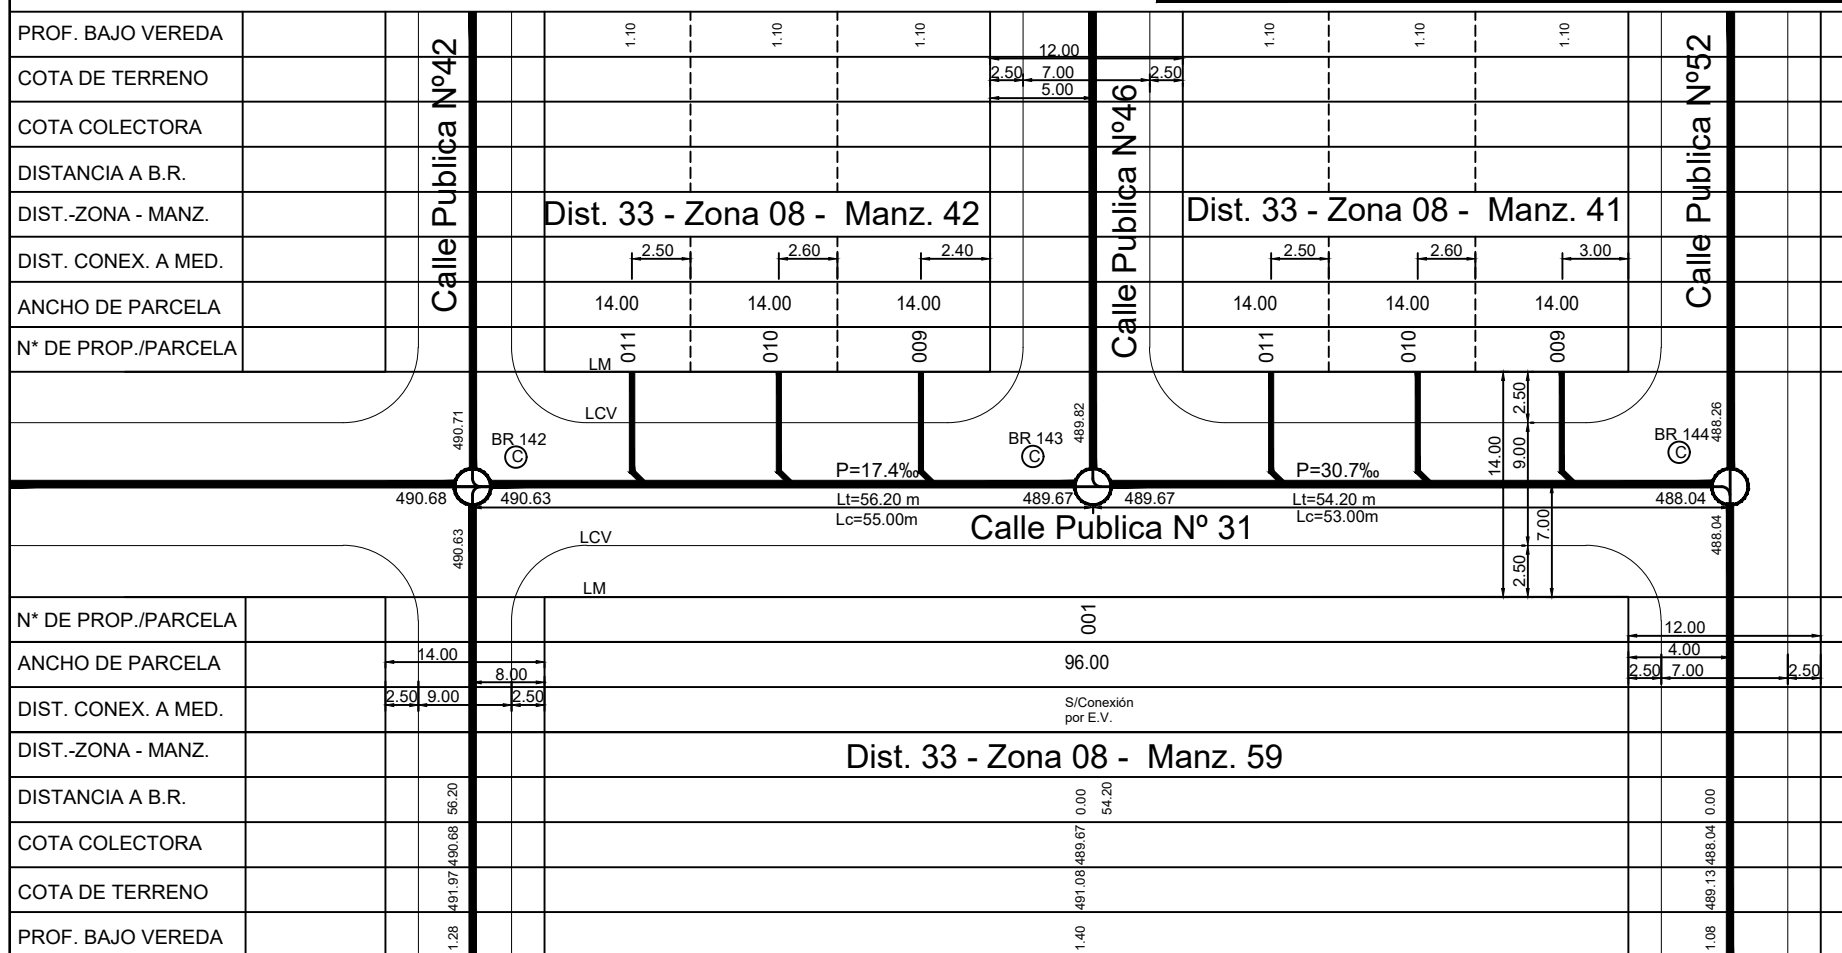 PROF. BAJO VEREDA
1.10
1.10
1.10
1.10
1.10
1.10
12.00
COTA DE TERRENO
2.50
7.00
2.50
5.00
COTA COLECTORA
DISTANCIA A B.R.
Calle Publica Nº42
Calle Publica Nº46
Calle Publica Nº52
DIST.-ZONA - MANZ.
Dist. 33 - Zona 08 - Manz. 42
Dist. 33 - Zona 08 - Manz. 41
DIST. CONEX. A MED.
2.50
2.60
2.40
2.50
2.60
3.00
ANCHO DE PARCELA
14.00
14.00
14.00
14.00
14.00
14.00
N* DE PROP./PARCELA
011
010
009
011
010
009
LM
LCV
490.71
BR 142
C
BR 143
C
489.82
14.00
2.50
9.00
BR 144
C
488.26
P=17.4‰
P=30.7‰
490.68
490.63
Lt=56.20 m
489.67
489.67
Lt=54.20 m
488.04
Lc=55.00m
Lc=53.00m
Calle Publica Nº 31
490.63
LCV
7.00
488.04
2.50
LM
N* DE PROP./PARCELA
001
12.00
ANCHO DE PARCELA
14.00
8.00
96.00
4.00
2.50
7.00
2.50
DIST. CONEX. A MED.
2.50
9.00
2.50
S/Conexión
por E.V.
DIST.-ZONA - MANZ.
Dist. 33 - Zona 08 - Manz. 59
DISTANCIA A B.R.
56.20
0.00
54.20
0.00
COTA COLECTORA
490.68
489.67
488.04
COTA DE TERRENO
491.97
491.08
489.13
PROF. BAJO VEREDA
1.28
1.40
1.08